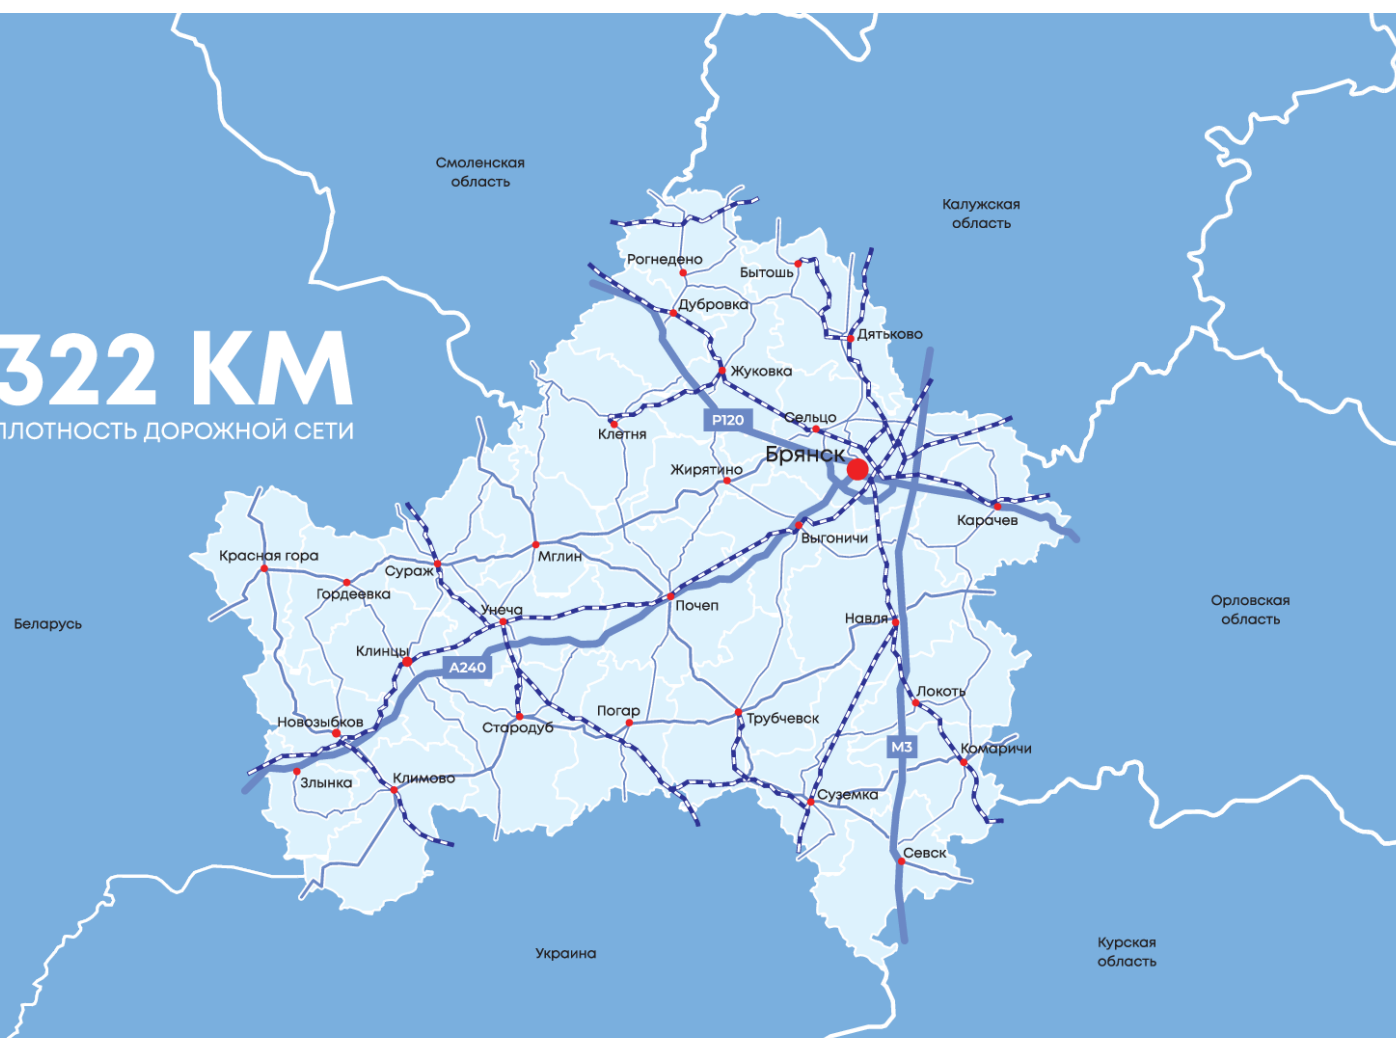 Смоленская
область
Калужская
область
Рогнедено
Бытошь
Дубровка
Дятьково
322 КМ
Жуковка
P120
Сельцо
ПЛОТНОСТЬ ДОРОЖНОЙ СЕТИ
Клетня
Брянск
Жирятино
Карачев
Выгоничи
Красная гора
Мглин
Сураж
Гордеевка
Почеп
Унеча
Орловская
область
Беларусь
Навля
Клинцы
A240
Локоть
Погар
Трубчевск
Новозыбков
Стародуб
M3
Комаричи
Злынка
Климово
Суземка
Севск
Украина
Курская
область